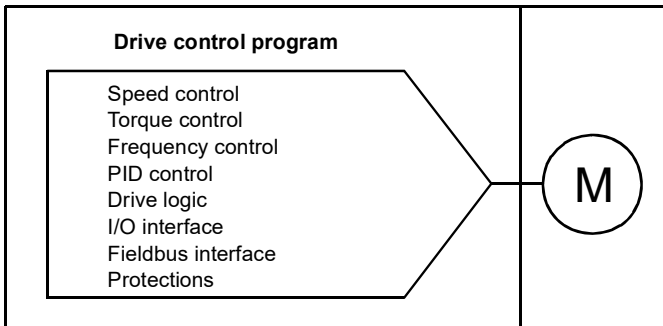 Drive control program
Speed control
Torque control
Frequency control
PID control
Drive logic
I/O interface
Fieldbus interface
Protections
M